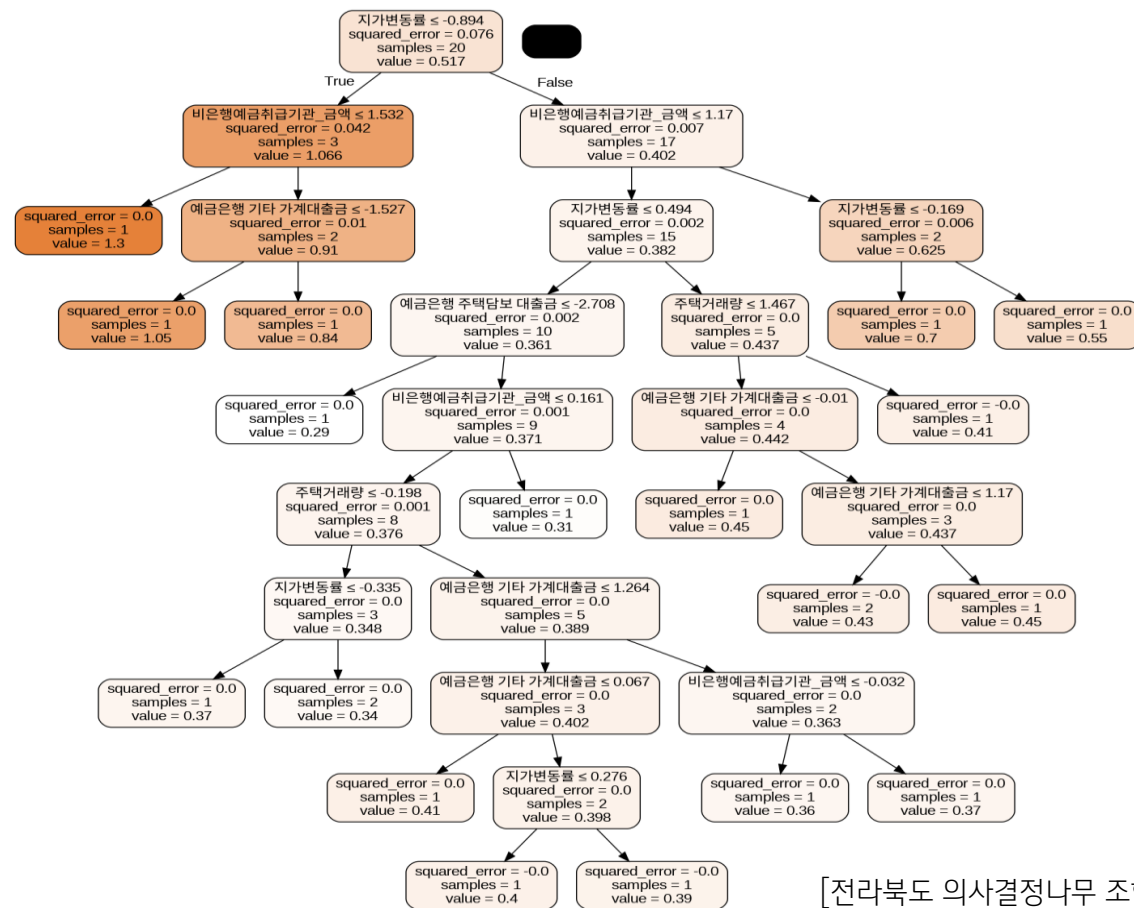 지가변동률 ≤ -0.894
squared_error = 0.076
samples = 20
value = 0.517
True
False
비은행예금취급기관_금액 ≤ 1.532
squared_error = 0.042
samples = 3
value = 1.066
비은행예금취급기관_금액 ≤ 1.17
squared_error = 0.007
samples = 17
value = 0.402
squared_error = 0.0
samples = 1
value = 1.3
예금은행 기타 가계대출금 ≤ -1.527
squared_error = 0.01
samples = 2
value = 0.91
지가변동률 ≤ 0.494
squared_error = 0.002
samples = 15
value = 0.382
지가변동률 ≤ -0.169
squared_error = 0.006
samples = 2
value = 0.625
squared_error = 0.0
samples = 1
value = 1.05
squared_error = 0.0
samples = 1
value = 0.84
예금은행 주택담보 대출금 ≤ -2.708
squared_error = 0.002
samples = 10
value = 0.361
주택거래량 ≤ 1.467
squared_error = 0.0
samples = 5
value = 0.437
squared_error = 0.0
samples = 1
value = 0.7
squared_error = 0.0
samples = 1
value = 0.55
squared_error = 0.0
samples = 1
value = 0.29
비은행예금취급기관_금액 ≤ 0.161
squared_error = 0.001
samples = 9
value = 0.371
예금은행 기타 가계대출금 ≤ -0.01
squared_error = 0.0
samples = 4
value = 0.442
squared_error = -0.0
samples = 1
value = 0.41
주택거래량 ≤ -0.198
squared_error = 0.001
samples = 8
value = 0.376
squared_error = 0.0
samples = 1
value = 0.31
squared_error = 0.0
samples = 1
value = 0.45
예금은행 기타 가계대출금 ≤ 1.17
squared_error = 0.0
samples = 3
value = 0.437
지가변동률 ≤ -0.335
squared_error = 0.0
samples = 3
value = 0.348
예금은행 기타 가계대출금 ≤ 1.264
squared_error = 0.0
samples = 5
value = 0.389
squared_error = -0.0
samples = 2
value = 0.43
squared_error = 0.0
samples = 1
value = 0.45
squared_error = 0.0
samples = 1
value = 0.37
squared_error = 0.0
samples = 2
value = 0.34
예금은행 기타 가계대출금 ≤ 0.067
squared_error = 0.0
samples = 3
value = 0.402
비은행예금취급기관_금액 ≤ -0.032
squared_error = 0.0
samples = 2
value = 0.363
squared_error = 0.0
samples = 1
value = 0.41
지가변동률 ≤ 0.276
squared_error = 0.0
samples = 2
value = 0.398
squared_error = 0.0
samples = 1
value = 0.36
squared_error = 0.0
samples = 1
value = 0.37
squared_error = -0.0
samples = 1
value = 0.4
squared_error = -0.0
samples = 1
value = 0.39
[전라북도 의사결정나무